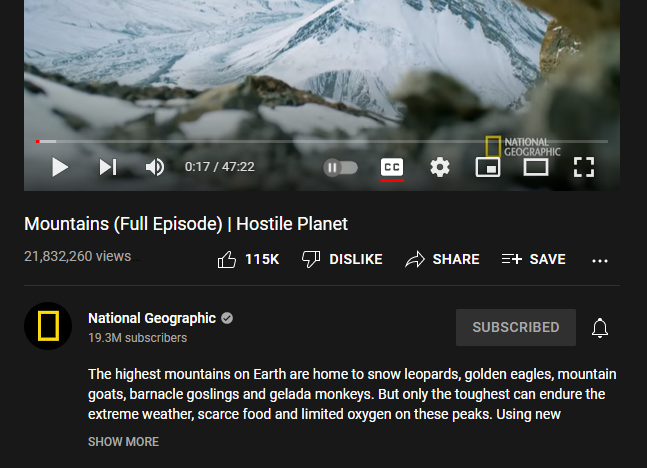 NATIONAL
GEOGRAPHIC
0:17 / 47:22
CC
Mountains (Full Episode) | Hostile Planet
21,832,260 views
115K DISLIKE SHARE SAVE
National Geographic
19.3M subscribers
SUBSCRIBED
The highest mountains on Earth are home to snow leopards, golden eagles, mountain
goats, barnacle goslings and gelada monkeys. But only the toughest can endure the
extreme weather, scarce food and limited oxygen on these peaks. Using new
SHOW MORE